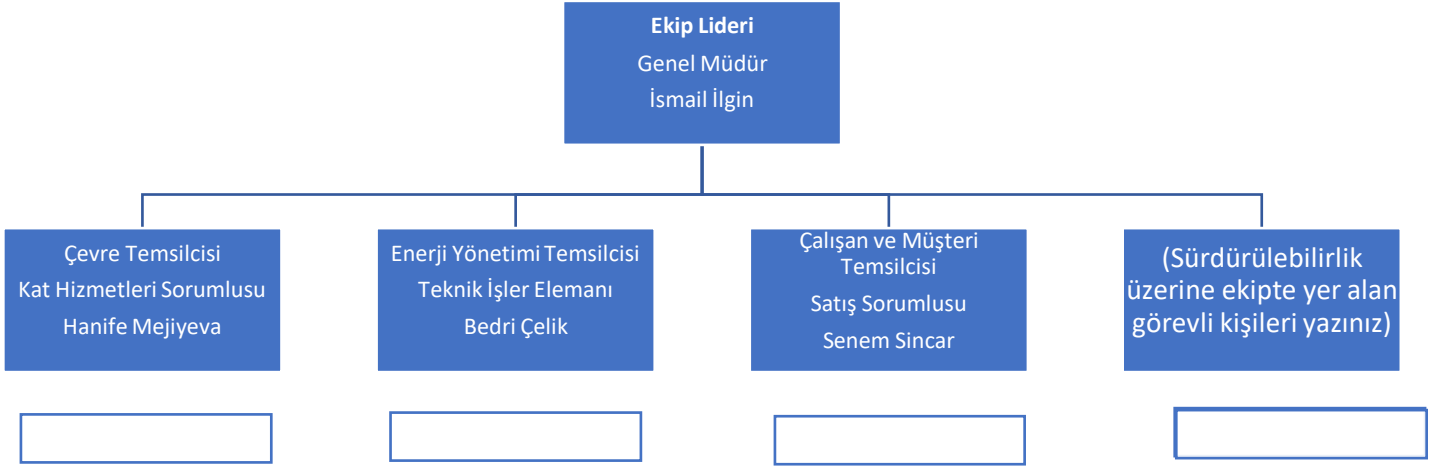 Ekip Lideri
Genel Müdür
İsmail İlgin
Çevre Temsilcisi
Kat Hizmetleri Sorumlusu
Hanife Mejiyeva
Enerji Yönetimi Temsilcisi
Teknik İşler Elemanı
Bedri Çelik
Çalışan ve Müşteri
Temsilcisi
Satış Sorumlusu
Senem Sincar
(Sürdürülebilirlik
üzerine ekipte yer alan
görevli kişileri yazınız)